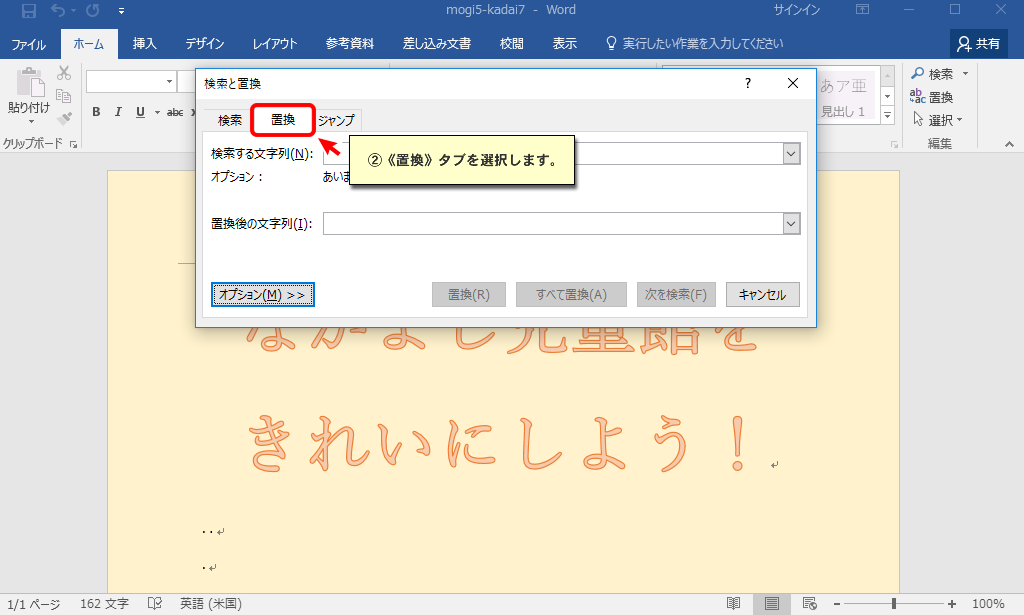 mogi5-kadai7 - Word
サインイン
ファイル ホーム 挿入 デザイン レイアウト 参考資料 差し込み文書 校閲 表示 実行したい作業を入力してください 共有
貼り付け
クリップボード
B I U abc
あア亜
見出し 1
検索
置換
選択
編集
検索と置換
検索 置換 ジャンプ
検索する文字列(N):
②《置換》タブを選択します。
オプション : あいま
置換後の文字列(I):
オプション(M) >> 置換(R) すべて置換(A) 次を検索(F) キャンセル
なかよし児童館を
きれいにしよう！
1/1 ページ 162 文字 英語 (米国) 100%